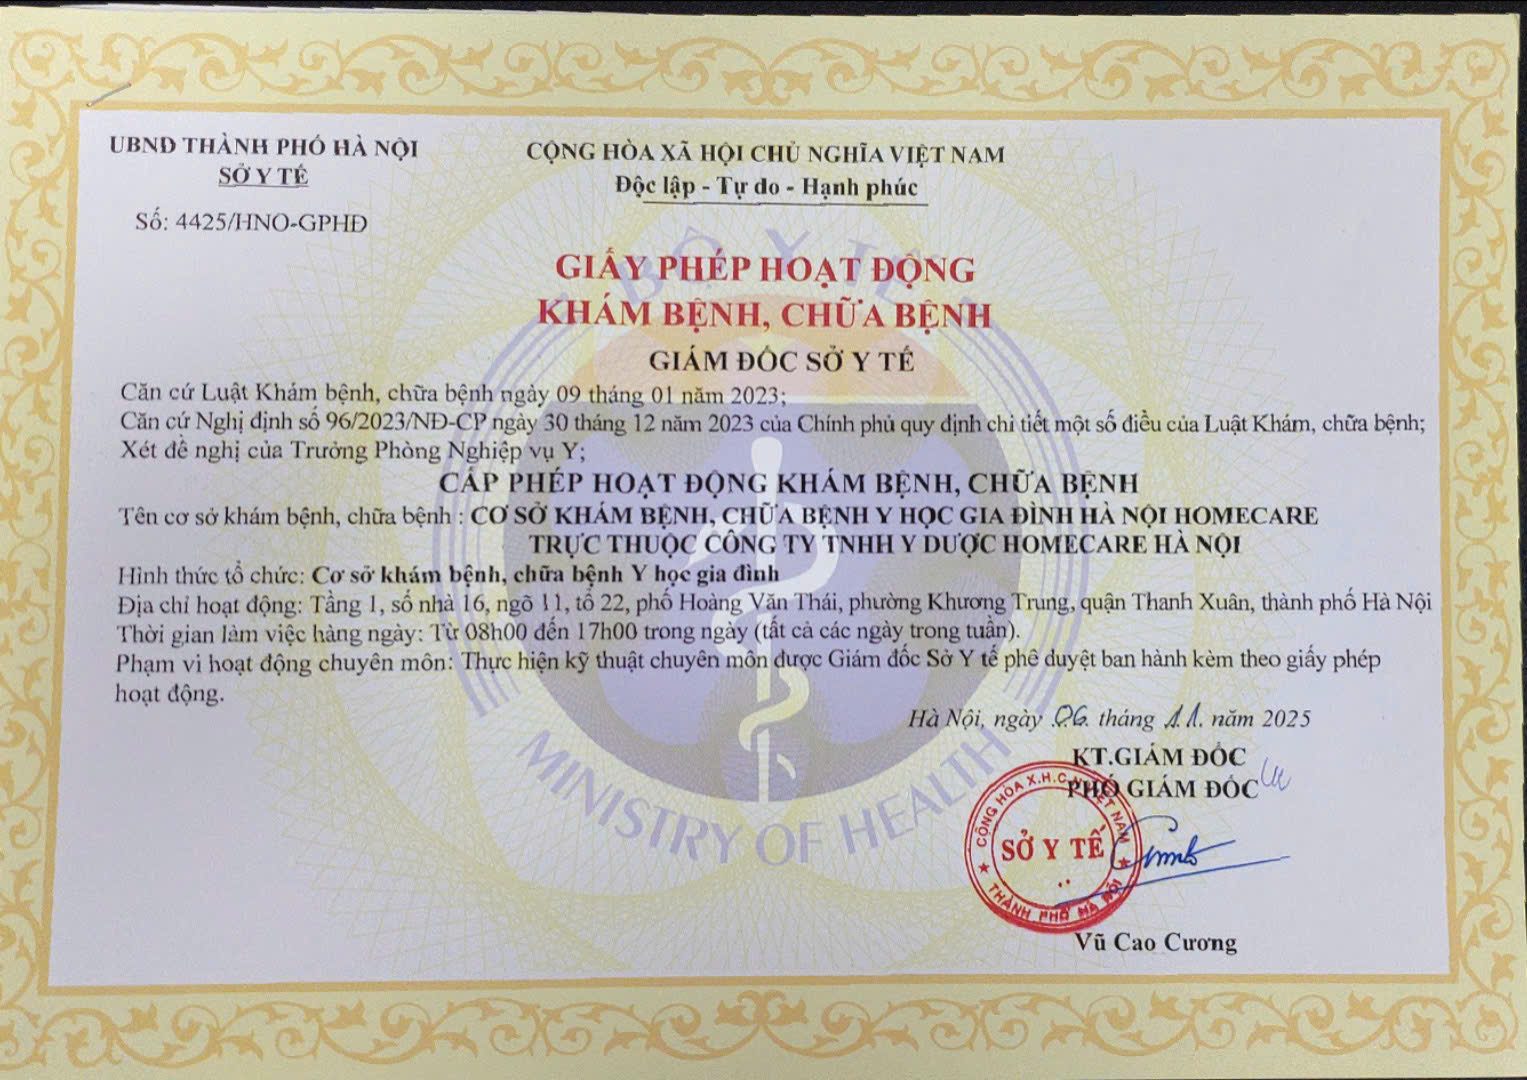 UBND THÀNH PHỐ HÀ NỘI
SỞ Y TẾ
Số: 4425/HNO-GPHĐ
CỘNG HÒA XÃ HỘI CHỦ NGHĨA VIỆT NAM
Độc lập - Tự do - Hạnh phúc
BỘ Y TẾ
GIẤY PHÉP HOẠT ĐỘNG
KHÁM BỆNH, CHỮA BỆNH
GIÁM ĐỐC SỞ Y TẾ
Căn cứ Luật Khám bệnh, chữa bệnh ngày 09 tháng 01 năm 2023;
Căn cứ Nghị định số 96/2023/NĐ-CP ngày 30 tháng 12 năm 2023 của Chính phủ quy định chi tiết một số điều của Luật Khám, chữa bệnh;
Xét đề nghị của Trưởng Phòng Nghiệp vụ Y;
CẤP PHÉP HOẠT ĐỘNG KHÁM BỆNH, CHỮA BỆNH
Tên cơ sở khám bệnh, chữa bệnh : CƠ SỞ KHÁM BỆNH, CHỮA BỆNH Y HỌC GIA ĐÌNH HÀ NỘI HOMECARE
TRỰC THUỘC CÔNG TY TNHH Y DƯỢC HOMECARE HÀ NỘI
Hình thức tổ chức: Cơ sở khám bệnh, chữa bệnh Y học gia đình
Địa chỉ hoạt động: Tầng 1, số nhà 16, ngõ 11, tổ 22, phố Hoàng Văn Thái, phường Khương Trung, quận Thanh Xuân, thành phố Hà Nội
Thời gian làm việc hàng ngày: Từ 08h00 đến 17h00 trong ngày (tất cả các ngày trong tuần).
Phạm vi hoạt động chuyên môn: Thực hiện kỹ thuật chuyên môn được Giám đốc Sở Y tế phê duyệt ban hành kèm theo giấy phép
hoạt động.
Hà Nội, ngày 06 tháng 11 năm 2025
KT.GIÁM ĐỐC
PHÓ GIÁM ĐỐC
CỘNG HÒA X.H.C.N VIỆT NAM
SỞ Y TẾ
THÀNH PHỐ HÀ NỘI
MINISTRY OF HEALTH
Vũ Cao Cương